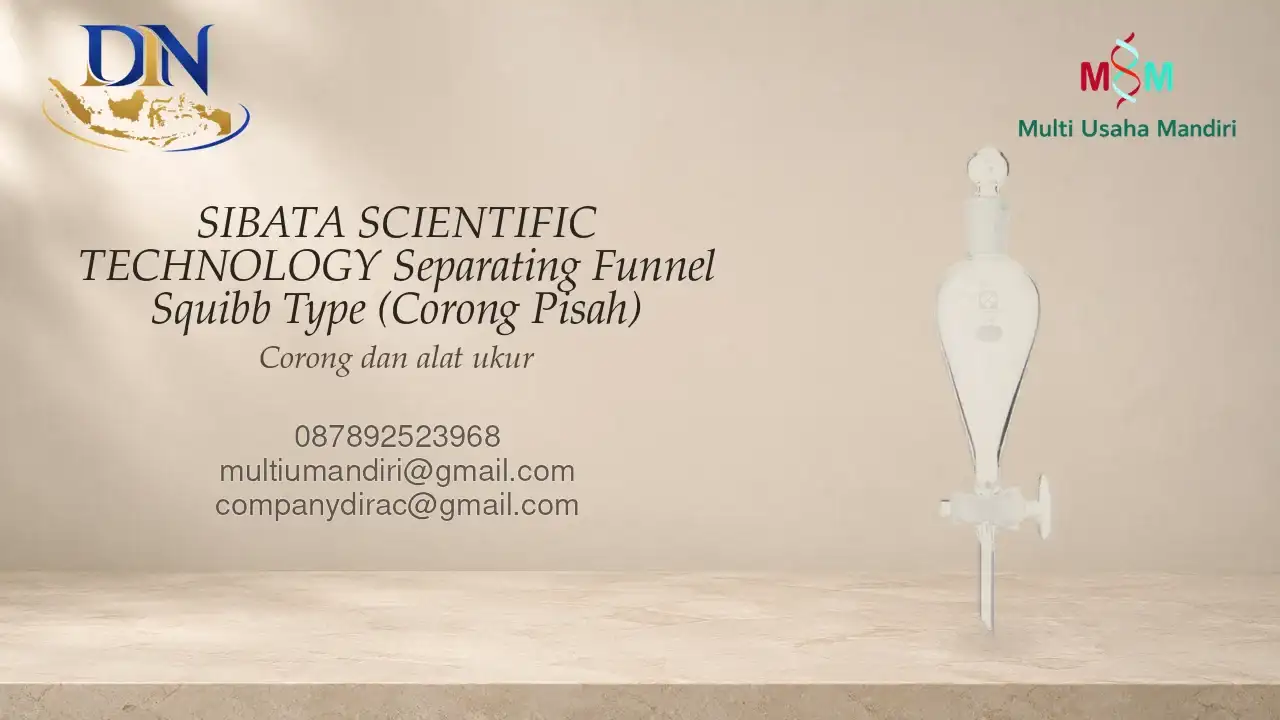 DIN
M M
Multi Usaha Mandiri
SIBATA SCIENTIFIC
TECHNOLOGY Separating Funnel
Squibb Type (Corong Pisah)
Corong dan alat ukur
087892523968
multiumandiri@gmail.com
companydirac@gmail.com